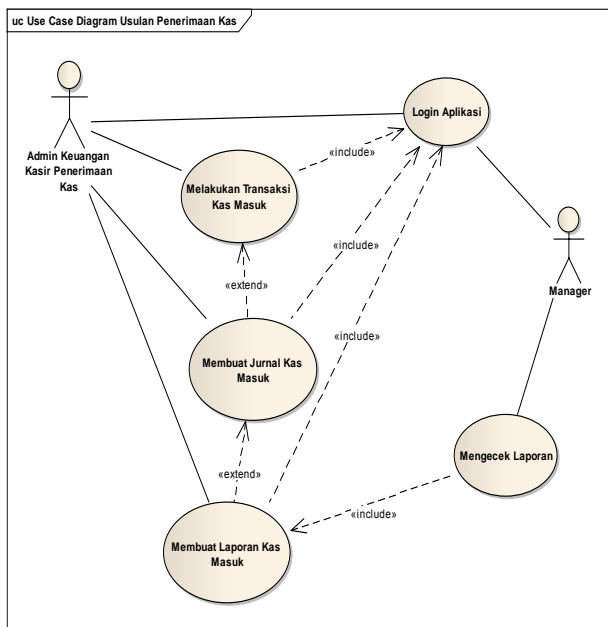 uc Use Case Diagram Usulan Penerimaan Kas
Login Aplikasi
Admin Keuangan
Kasir Penerimaan
Kas
«include»
Melakukan Transaksi
Kas Masuk
«include»
Manager
«extend»
«include»
Membuat Jurnal Kas
Masuk
Mengecek Laporan
«extend»
«include»
Membuat Laporan Kas
Masuk